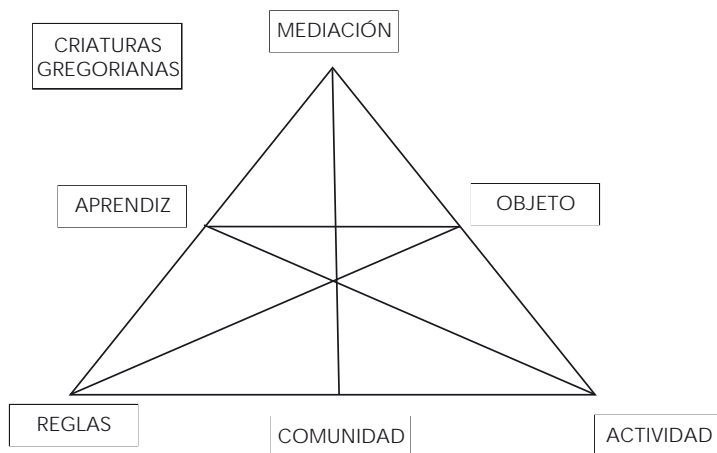 MEDIACIÓN
CRIATURAS
GREGORIANAS
APRENDIZ
OBJETO
REGLAS
COMUNIDAD
ACTIVIDAD